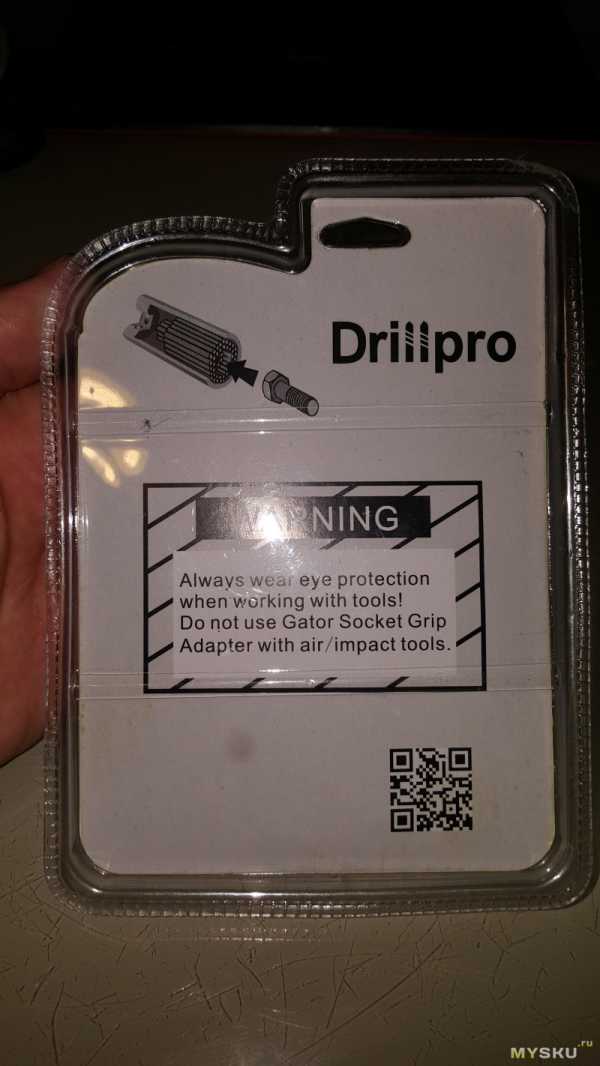 Drillpro
WARNING
Always wear eye protection
when working with tools!
Do not use Gator Socket Grip
Adapter with air/impact tools.
MYSKU.ru